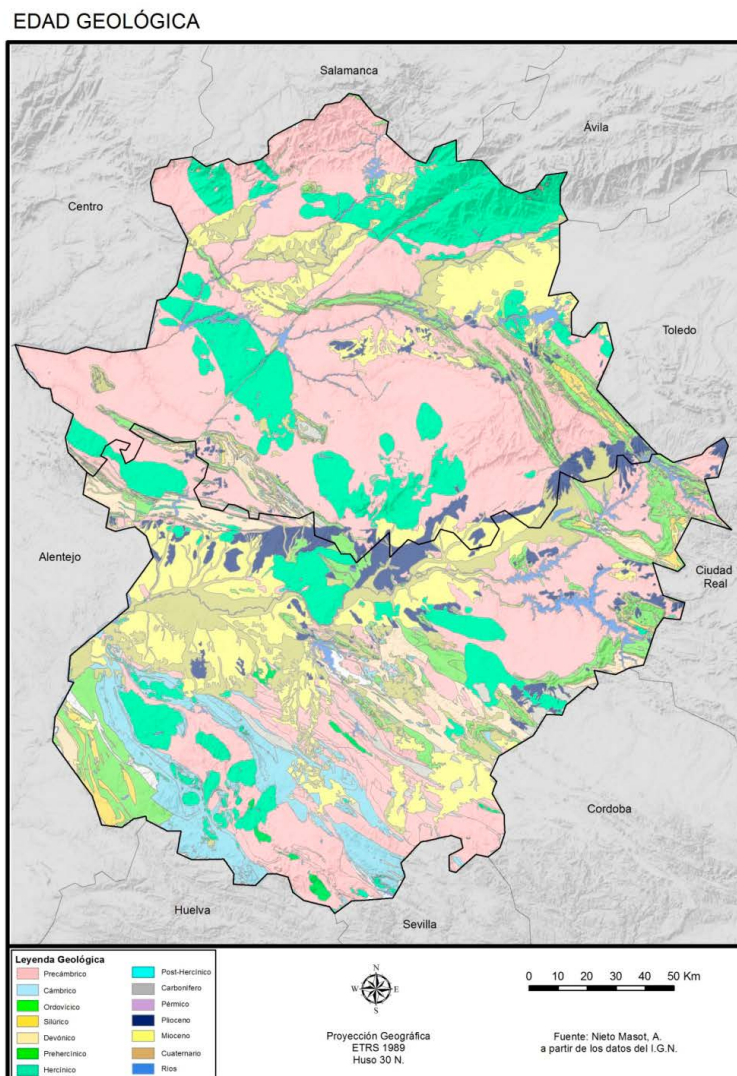 EDAD GEOLÓGICA
Salamanca
Ávila
Centro
Toledo
Alentejo
Ciudad
Real
Cordoba
Huelva
Sevilla
Leyenda Geológica
Precámbrico
Cámbrico
Ordovícico
Silúrico
Devónico
Prehercínico
Hercínico
Post-Hercínico
Carbonífero
Pérmico
Plioceno
Mioceno
Cuaternario
Ríos
N
W E
S
Proyección Geográfica
ETRS 1989
Huso 30 N.
0 10 20 30 40 50 Km
Fuente: Nieto Masot, A.
a partir de los datos del I.G.N.